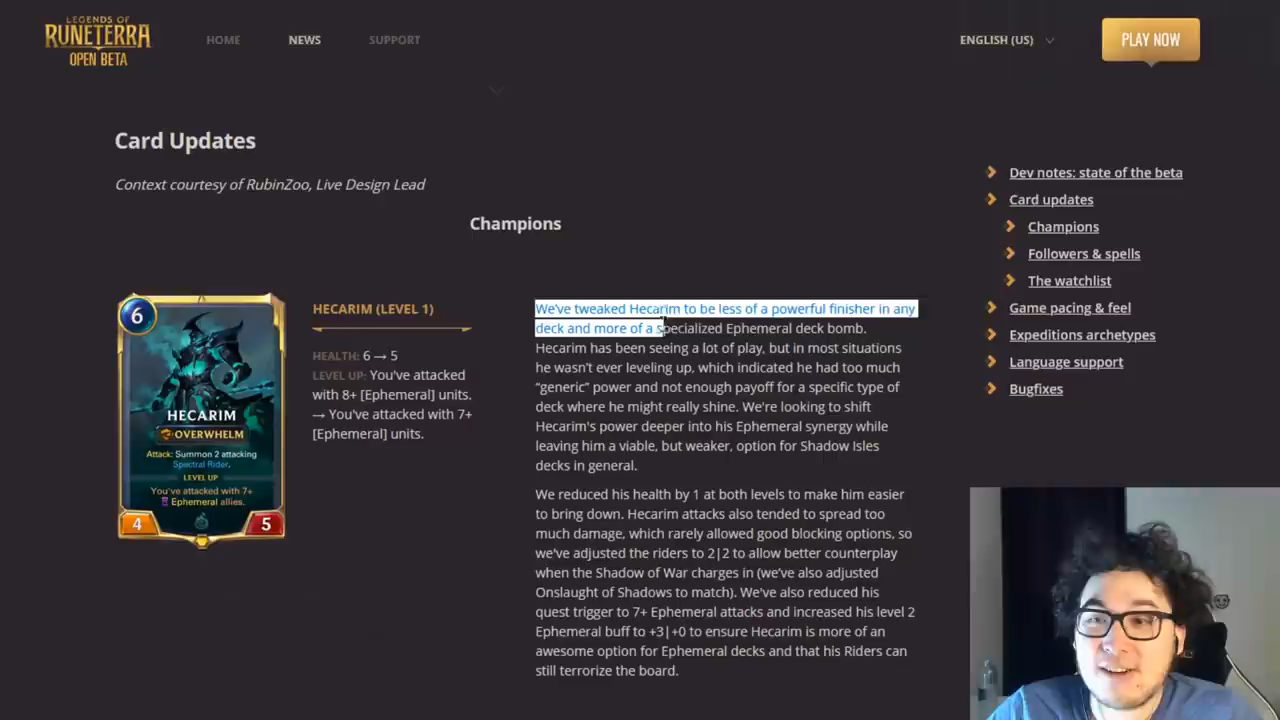 LEGENDS OF
RUNETERRA
OPEN BETA
HOME
NEWS
SUPPORT
ENGLISH (US)
PLAY NOW
Card Updates
Context courtesy of RubinZoo, Live Design Lead
Champions
6
HECARIM
OVERWHELM
Attack: Summon 2 attacking
Spectral Rider.
LEVEL UP
You've attacked with 7+
Ephemeral allies.
4
5
HECARIM (LEVEL 1)
HEALTH: 6 → 5
LEVEL UP: You've attacked
with 8+ [Ephemeral] units.
→ You've attacked with 7+
[Ephemeral] units.
We've tweaked Hecarim to be less of a powerful finisher in any
deck and more of a specialized Ephemeral deck bomb.
Hecarim has been seeing a lot of play, but in most situations
he wasn't ever leveling up, which indicated he had too much
“generic” power and not enough payoff for a specific type of
deck where he might really shine. We're looking to shift
Hecarim's power deeper into his Ephemeral synergy while
leaving him a viable, but weaker, option for Shadow Isles
decks in general.
We reduced his health by 1 at both levels to make him easier
to bring down. Hecarim attacks also tended to spread too
much damage, which rarely allowed good blocking options, so
we've adjusted the riders to 2|2 to allow better counterplay
when the Shadow of War charges in (we've also adjusted
Onslaught of Shadows to match). We've also reduced his
quest trigger to 7+ Ephemeral attacks and increased his level 2
Ephemeral buff to +3|+0 to ensure Hecarim is more of an
awesome option for Ephemeral decks and that his Riders can
still terrorize the board.
Dev notes: state of the beta
Card updates
Champions
Followers & spells
The watchlist
Game pacing & feel
Expeditions archetypes
Language support
Bugfixes